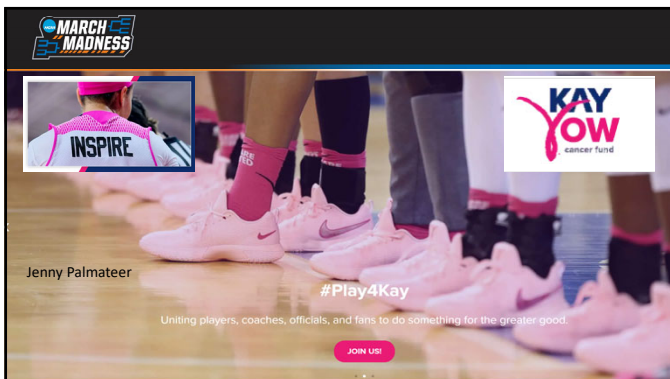 MARCH
MADNESS
INSPIRE
KAY
YOW
cancer fund
Jenny Palmateer
#Play4Kay
Uniting players, coaches, officials, and fans to do something for the greater good.
JOIN US!